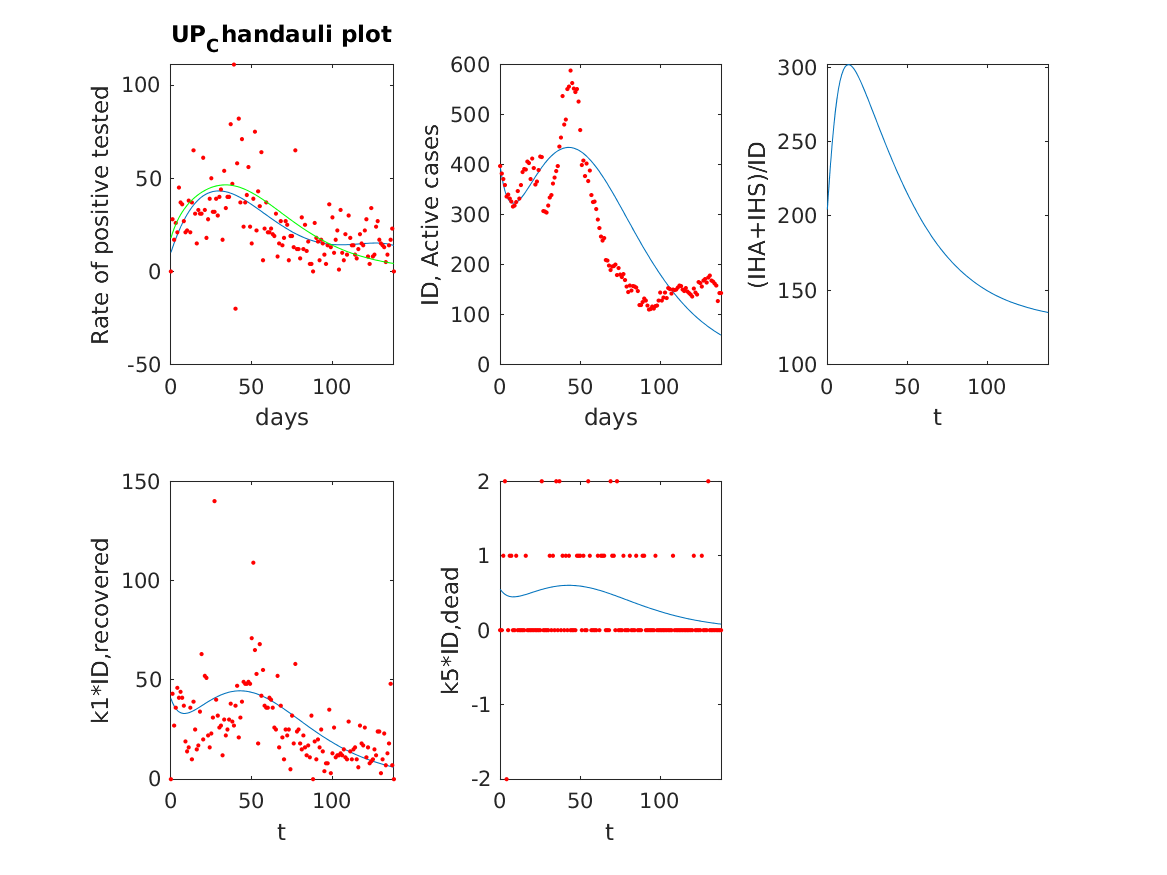 UP_Chandauli plot
100
50
0
-50
Rate of positive tested
0 50 100
days
600
500
400
300
200
100
0
ID, Active cases
0 50 100
days
300
250
200
150
100
(IHA+IHS)/ID
0 50 100
t
150
100
50
0
k1*ID,recovered
0 50 100
t
2
1
0
-1
-2
k5*ID,dead
0 50 100
t